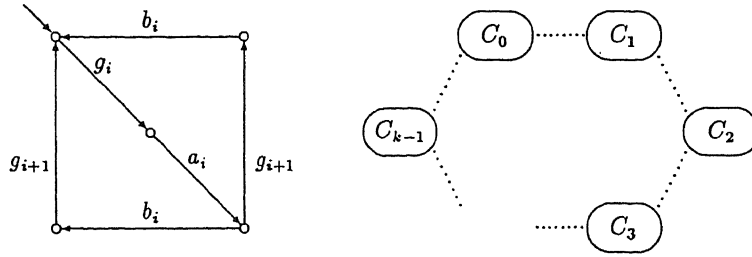 b_i
g_i
g_{i+1} a_i g_{i+1}
b_i
C_0 C_1
C_{k-1} C_2
C_3